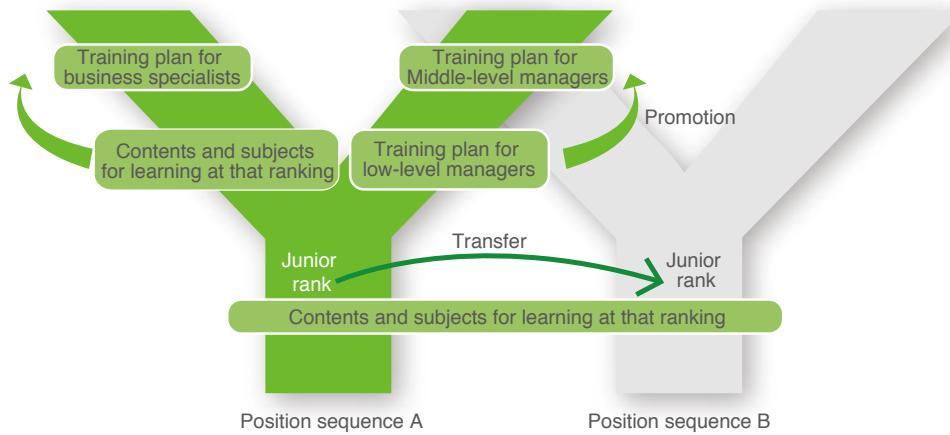 Training plan for
business specialists
Training plan for
Middle-level managers
Promotion
Contents and subjects
for learning at that ranking
Training plan for
low-level managers
Transfer
Junior
rank
Junior
rank
Contents and subjects for learning at that ranking
Position sequence A
Position sequence B